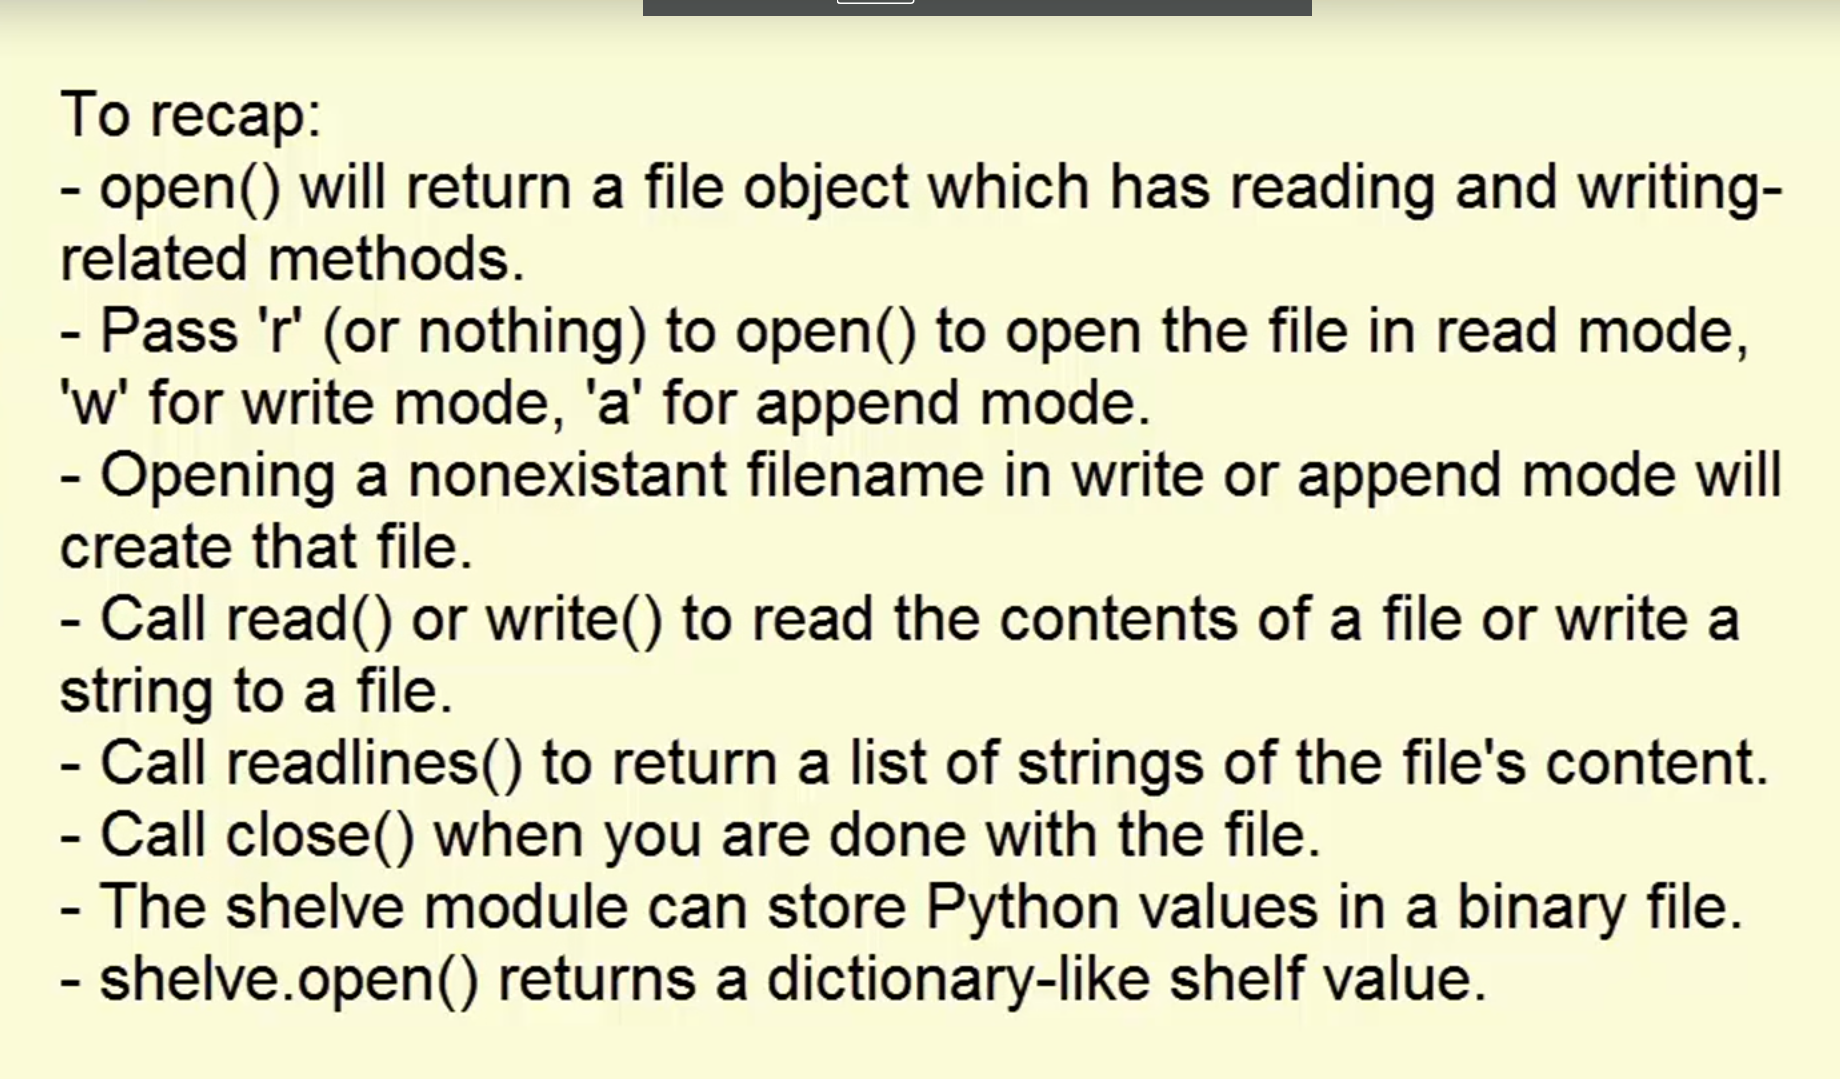 To recap:
- open() will return a file object which has reading and writing-
related methods.
- Pass 'r' (or nothing) to open() to open the file in read mode,
'w' for write mode, 'a' for append mode.
- Opening a nonexistant filename in write or append mode will
create that file.
- Call read() or write() to read the contents of a file or write a
string to a file.
- Call readlines() to return a list of strings of the file's content.
- Call close() when you are done with the file.
- The shelve module can store Python values in a binary file.
- shelve.open() returns a dictionary-like shelf value.